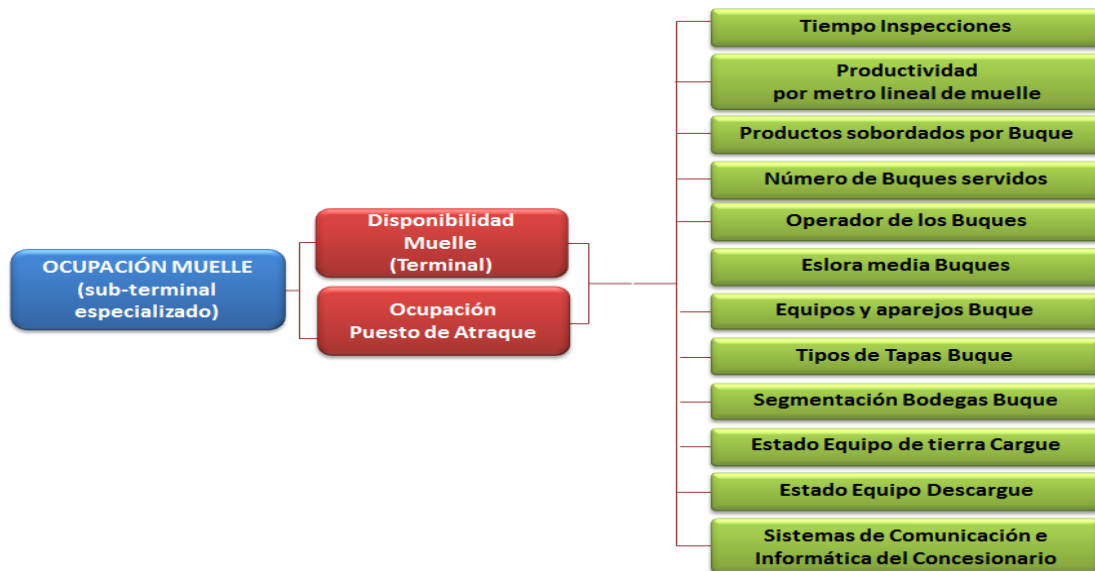 OCUPACIÓN MUELLE
(sub-terminal
especializado)
Disponibilidad
Muelle
(Terminal)
Ocupación
Puesto de Atraque
Tiempo Inspecciones
Productividad
por metro lineal de muelle
Productos sobordados por Buque
Número de Buques servidos
Operador de los Buques
Eslora media Buques
Equipos y aparejos Buque
Tipos de Tapas Buque
Segmentación Bodegas Buque
Estado Equipo de tierra Cargue
Estado Equipo Descargue
Sistemas de Comunicación e
Informática del Concesionario